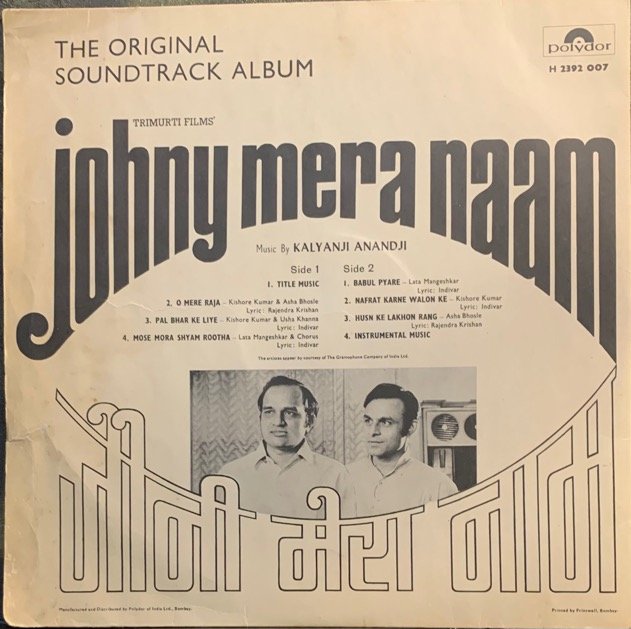 THE ORIGINAL
SOUNDTRACK ALBUM
polydor
H 2392 007
TRIMURTI FILMS'
johny mera naam
Music By KALYANJI ANANDJI
Side 1
1. TITLE MUSIC
2. O MERE RAJA – Kishore Kumar & Asha Bhosle
Lyric: Rajendra Krishan
3. PAL BHAR KE LIYE – Kishore Kumar & Usha Khanna
Lyric: Indivar
4. MOSE MORA SHYAM ROOTHA – Lata Mangeshkar & Chorus
Lyric: Indivar
Side 2
1. BABUL PYARE – Lata Mangeshkar
Lyric: Indivar
2. NAFRAT KARNE WALON KE – Kishore Kumar
Lyric: Indivar
3. HUSN KE LAKHON RANG – Asha Bhosle
Lyric: Rajendra Krishan
4. INSTRUMENTAL MUSIC
The artistes appear by courtesy of The Gramophone Company of India Ltd.
जॉनी मेरा नाम
Manufactured and Distributed by Polydor of India Ltd., Bombay.
Printed by Printwell, Bombay.